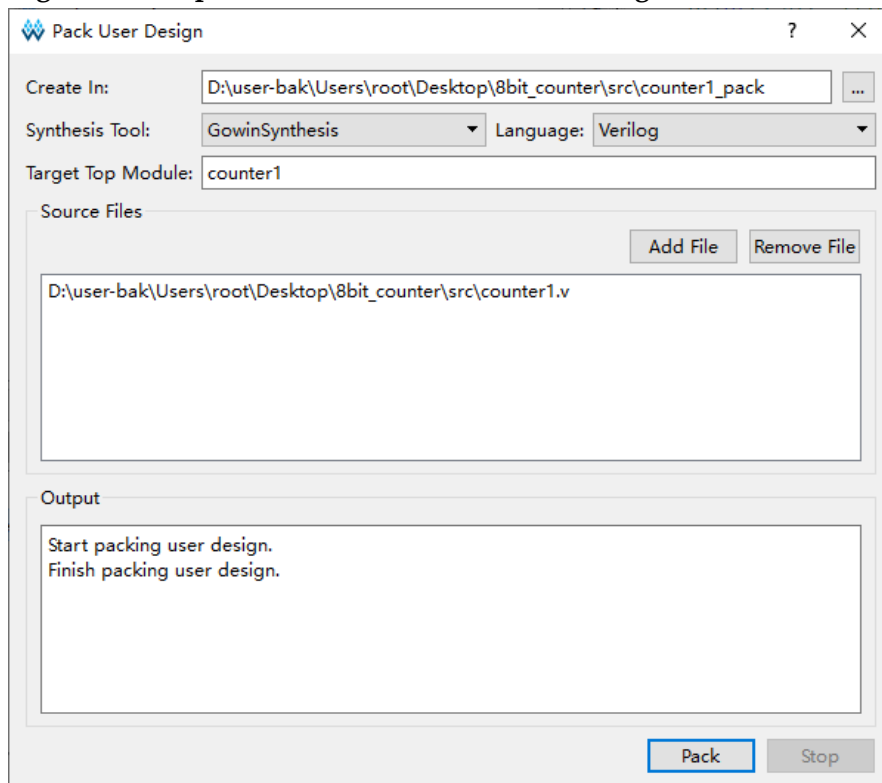 Pack User Design ? ×
Create In: D:\user-bak\Users\root\Desktop\8bit_counter\src\counter1_pack ...
Synthesis Tool: GowinSynthesis Language: Verilog
Target Top Module: counter1
Source Files
Add File Remove File
D:\user-bak\Users\root\Desktop\8bit_counter\src\counter1.v
Output
Start packing user design.
Finish packing user design.
Pack Stop